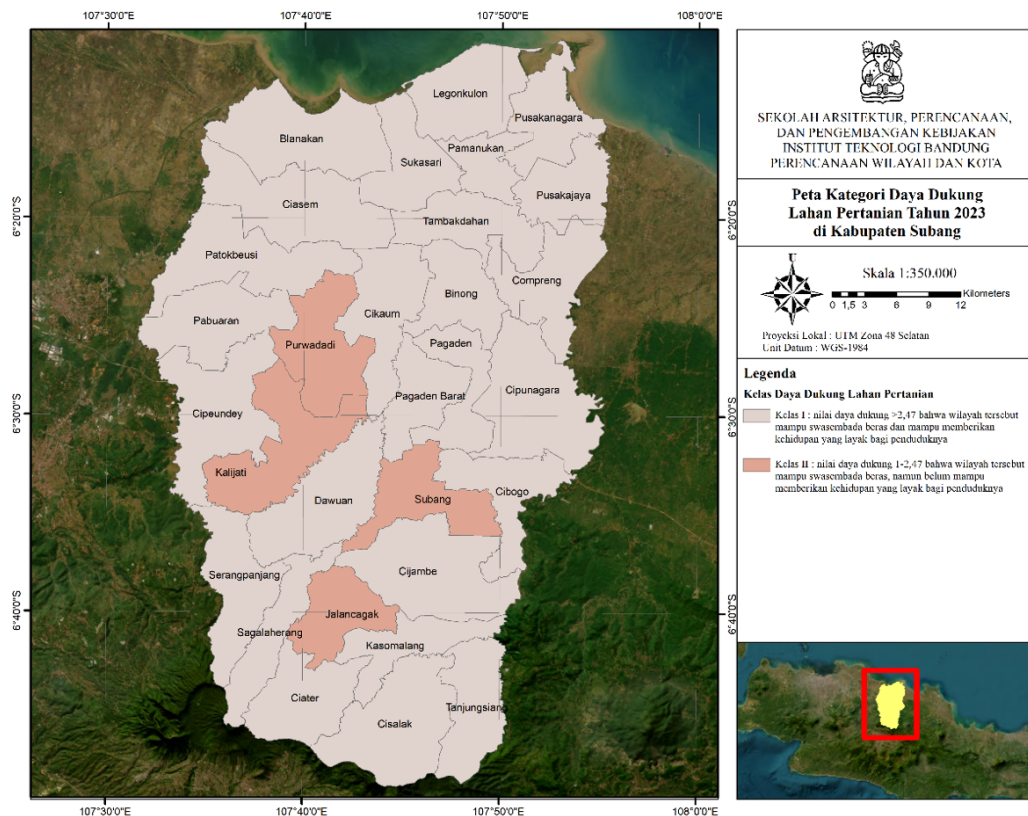 107°30'0"E
107°40'0"E
107°50'0"E
108°0'0"E
6°20'0"S
6°30'0"S
6°40'0"S
Legonkulon
Pusakanagara
Blanakan
Pamanukan
Sukasari
Pusakajaya
Ciasem
Tambakdahan
Patokbeusi
Compreng
Binong
Cikaum
Pabuaran
Purwadadi
Pagaden
Cipunagara
Pagaden Barat
Cipeundey
Kalijati
Cibogo
Dawuan
Subang
Serangpanjang
Cijambe
Jalancagak
Sagalaherang
Kasomalang
Ciater
Tanjungsiang
Cisalak
6°20'0"S
6°30'0"S
6°40'0"S
107°30'0"E
107°40'0"E
107°50'0"E
108°0'0"E
SEKOLAH ARSITEKTUR, PERENCANAAN,
DAN PENGEMBANGAN KEBIJAKAN
INSTITUT TEKNOLOGI BANDUNG
PERENCANAAN WILAYAH DAN KOTA
Peta Kategori Daya Dukung
Lahan Pertanian Tahun 2023
di Kabupaten Subang
U
Skala 1:350.000
0 1,5 3 6 9 12 Kilometers
Proyeksi Lokal : UTM Zona 48 Selatan
Unit Datum : WGS-1984
Legenda
Kelas Daya Dukung Lahan Pertanian
Kelas I : nilai daya dukung >2,47 bahwa wilayah tersebut
mampu swasembada beras dan mampu memberikan
kehidupan yang layak bagi penduduknya
Kelas II : nilai daya dukung 1-2,47 bahwa wilayah tersebut
mampu swasembada beras, namun belum mampu
memberikan kehidupan yang layak bagi penduduknya